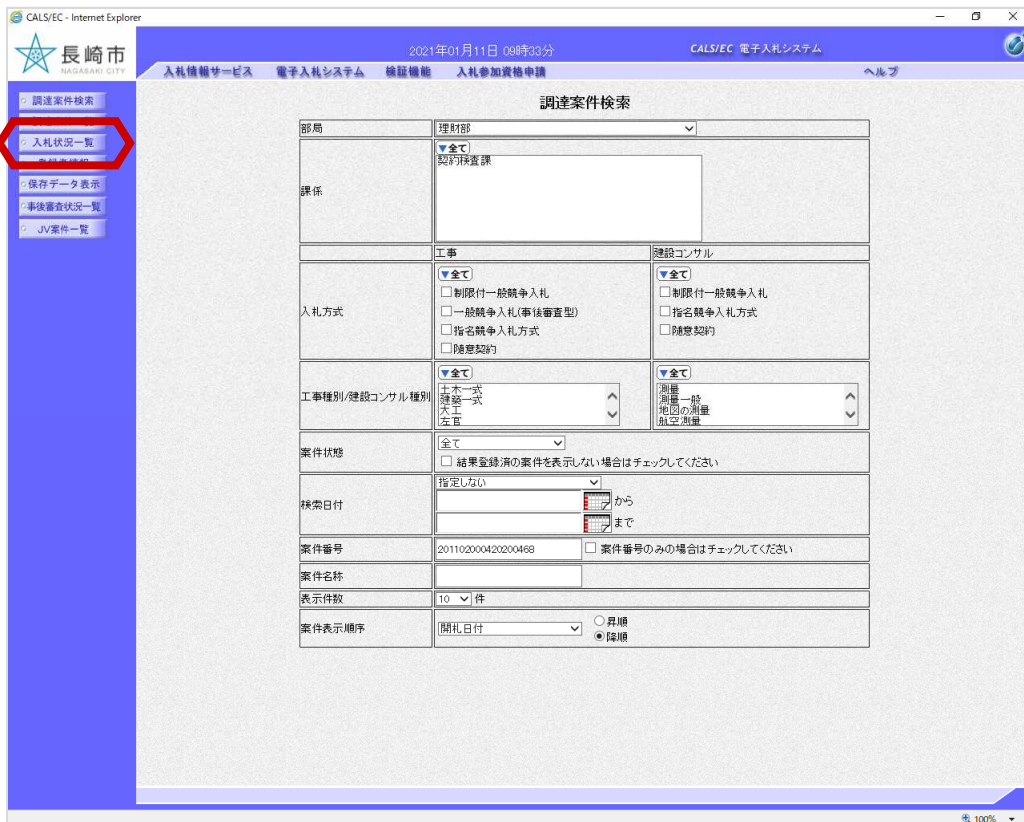 CALS/EC - Internet Explorer
長崎市
NAGASAKI CITY
2021年01月11日 09時33分
CALS/EC 電子入札システム
入札情報サービス 電子入札システム 検証機能 入札参加資格申請 ヘルプ
調達案件検索
入札状況一覧
保存データ表示
事後審査状況一覧
JV案件一覧
調達案件検索
部局 理財部
課係 ▼全て
契約検査課
工事 建設コンサル
入札方式
▼全て ▼全て
制限付一般競争入札 制限付一般競争入札
一般競争入札(事後審査型) 指名競争入札方式
指名競争入札方式 随意契約
随意契約
工事種別/建設コンサル種別
▼全て ▼全て
土木一式 測量
建築一式 測量一般
大工 地図の測量
左官 航空測量
案件状態 全て
結果登録済の案件を表示しない場合はチェックしてください
検索日付 指定しない
から
まで
案件番号 201102000420200468 案件番号のみの場合はチェックしてください
案件名称
表示件数 10 件
案件表示順序 開札日付 昇順
降順
100%